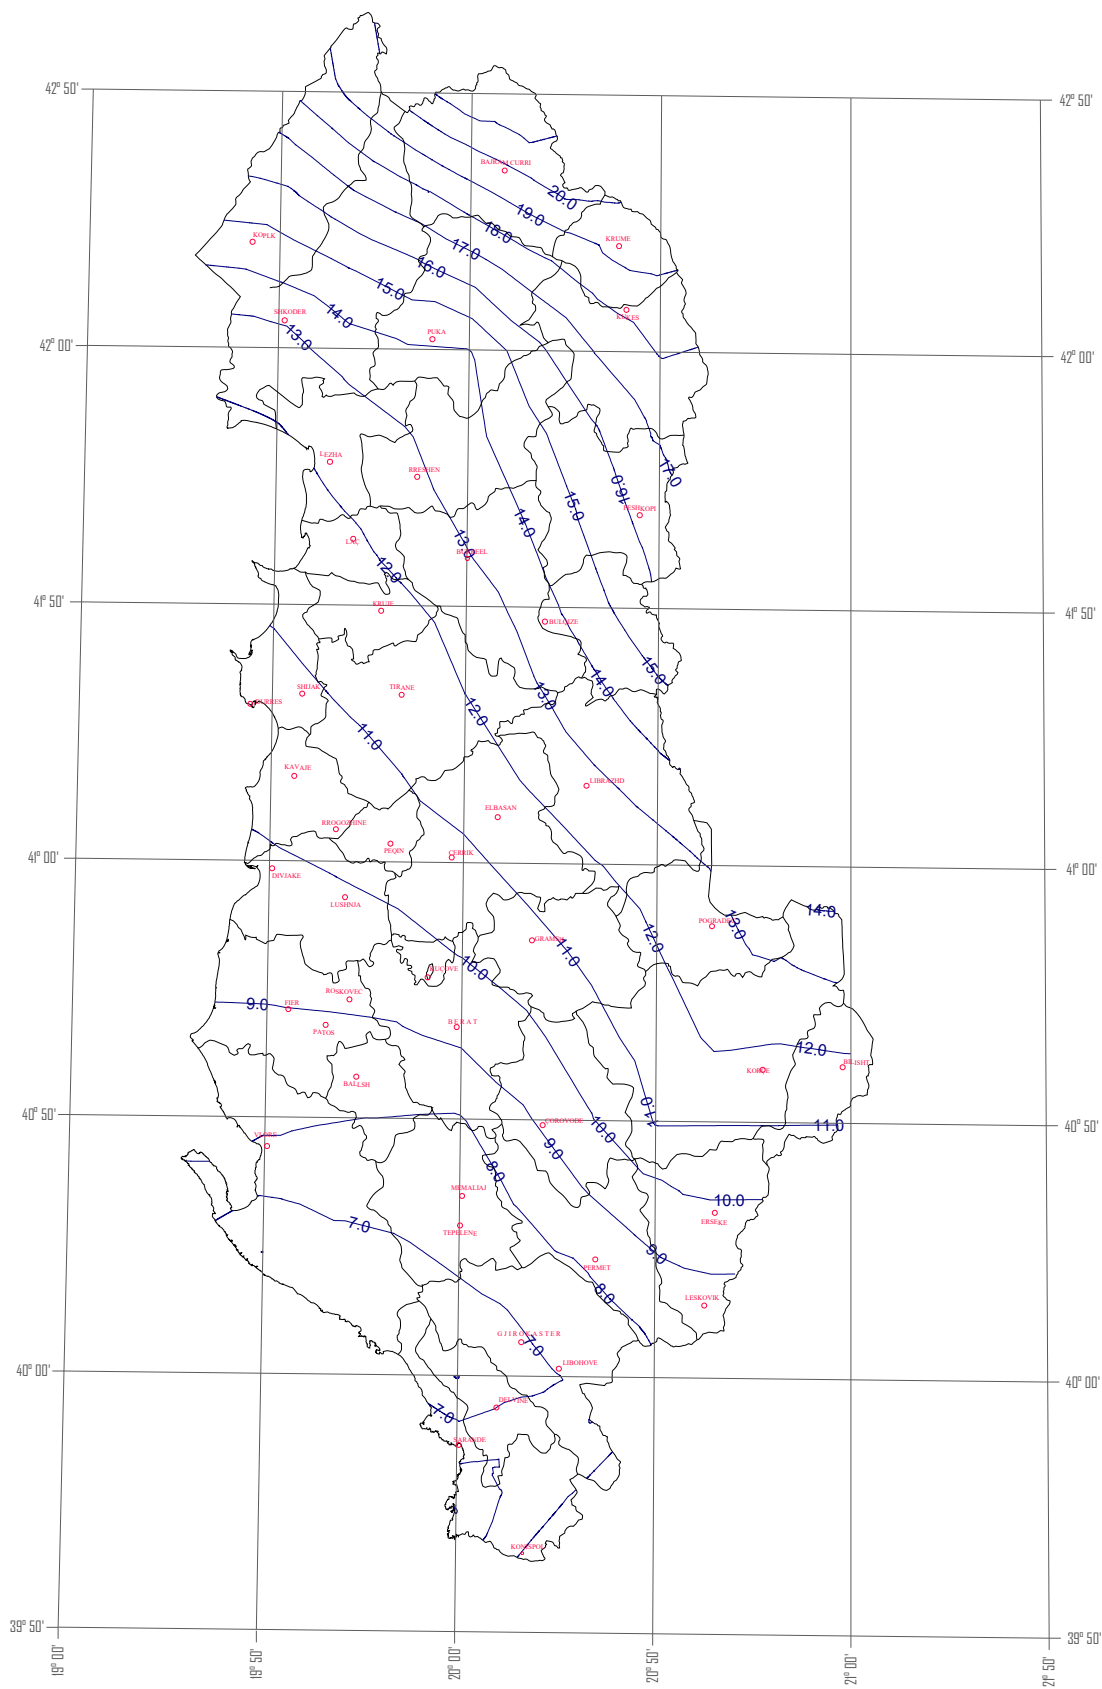 42° 50'
42° 50'
BAJRAM CURRI
20.0
19.0
18.0
KOPLK
17.0
KRUME
16.0
15.0
SHKODER
14.0
KUKES
13.0
PUKA
42° 00'
42° 00'
LEZHA
RRESHEN
17.0
16.0
15.0
PESHKOPI
14.0
LAÇ
13.0
12.0
41° 50'
KRUJE
41° 50'
BULQIZE
15.0
SHIJAK
TIRANE
14.0
DURRES
13.0
12.0
11.0
KAVAJE
LIBRAZHD
ELBASAN
RROGOZHINE
PEQIN
CERRIK
41° 00'
41° 00'
DIVJAKE
LUSHNJA
14.0
POGRADEC
13.0
GRAMSH
12.0
11.0
KUCOVE
10.0
ROSKOVEC
9.0
FIER
PATOS
BERAT
12.0
BILISHT
KORCE
BALLSH
11.0
40° 50'
COROVODE
10.0
11.0
40° 50'
VLORE
9.0
8.0
MEMALIAJ
10.0
ERSEKE
7.0
TEPELENE
9.0
PERMET
8.0
LESKOVIK
GJIROKASTER
7.0
LIBOHOVE
40° 00'
40° 00'
DELVINE
7.0
SARANDE
KONISPOL
39° 50'
39° 50'
19° 00'
19° 50'
20° 00'
20° 50'
21° 00'
21° 50'